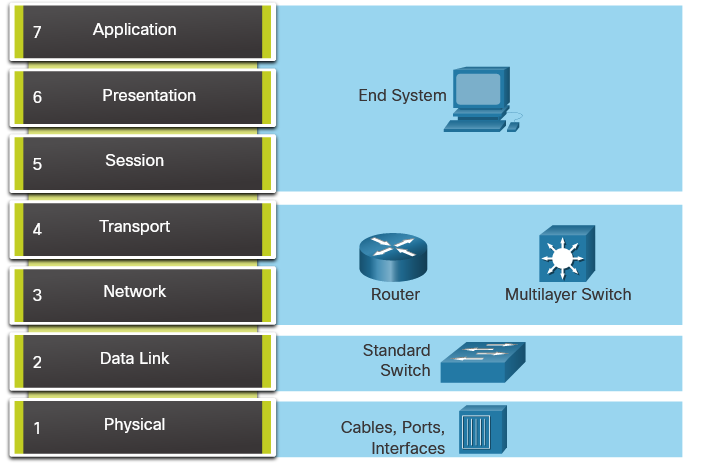 7 Application
6 Presentation
End System
5 Session
4 Transport
3 Network
Router
Multilayer Switch
2 Data Link
Standard
Switch
1 Physical
Cables, Ports,
Interfaces